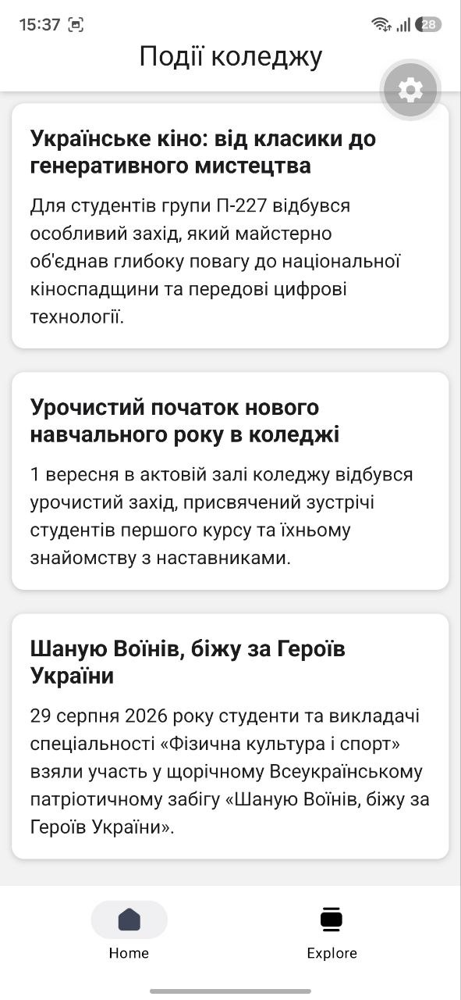 15:37
28
Події коледжу
Українське кіно: від класики до
генеративного мистецтва
Для студентів групи П-227 відбувся
особливий захід, який майстерно
об'єднав глибоку повагу до національної
кіноспадщини та передові цифрові
технології.
Урочистий початок нового
навчального року в коледжі
1 вересня в актовій залі коледжу відбувся
урочистий захід, присвячений зустрічі
студентів першого курсу та їхньому
знайомству з наставниками.
Шаную Воїнів, біжу за Героїв
України
29 серпня 2026 року студенти та викладачі
спеціальності «Фізична культура і спорт»
взяли участь у щорічному Всеукраїнському
патріотичному забігу «Шаную Воїнів, біжу за
Героїв України».
Home
Explore